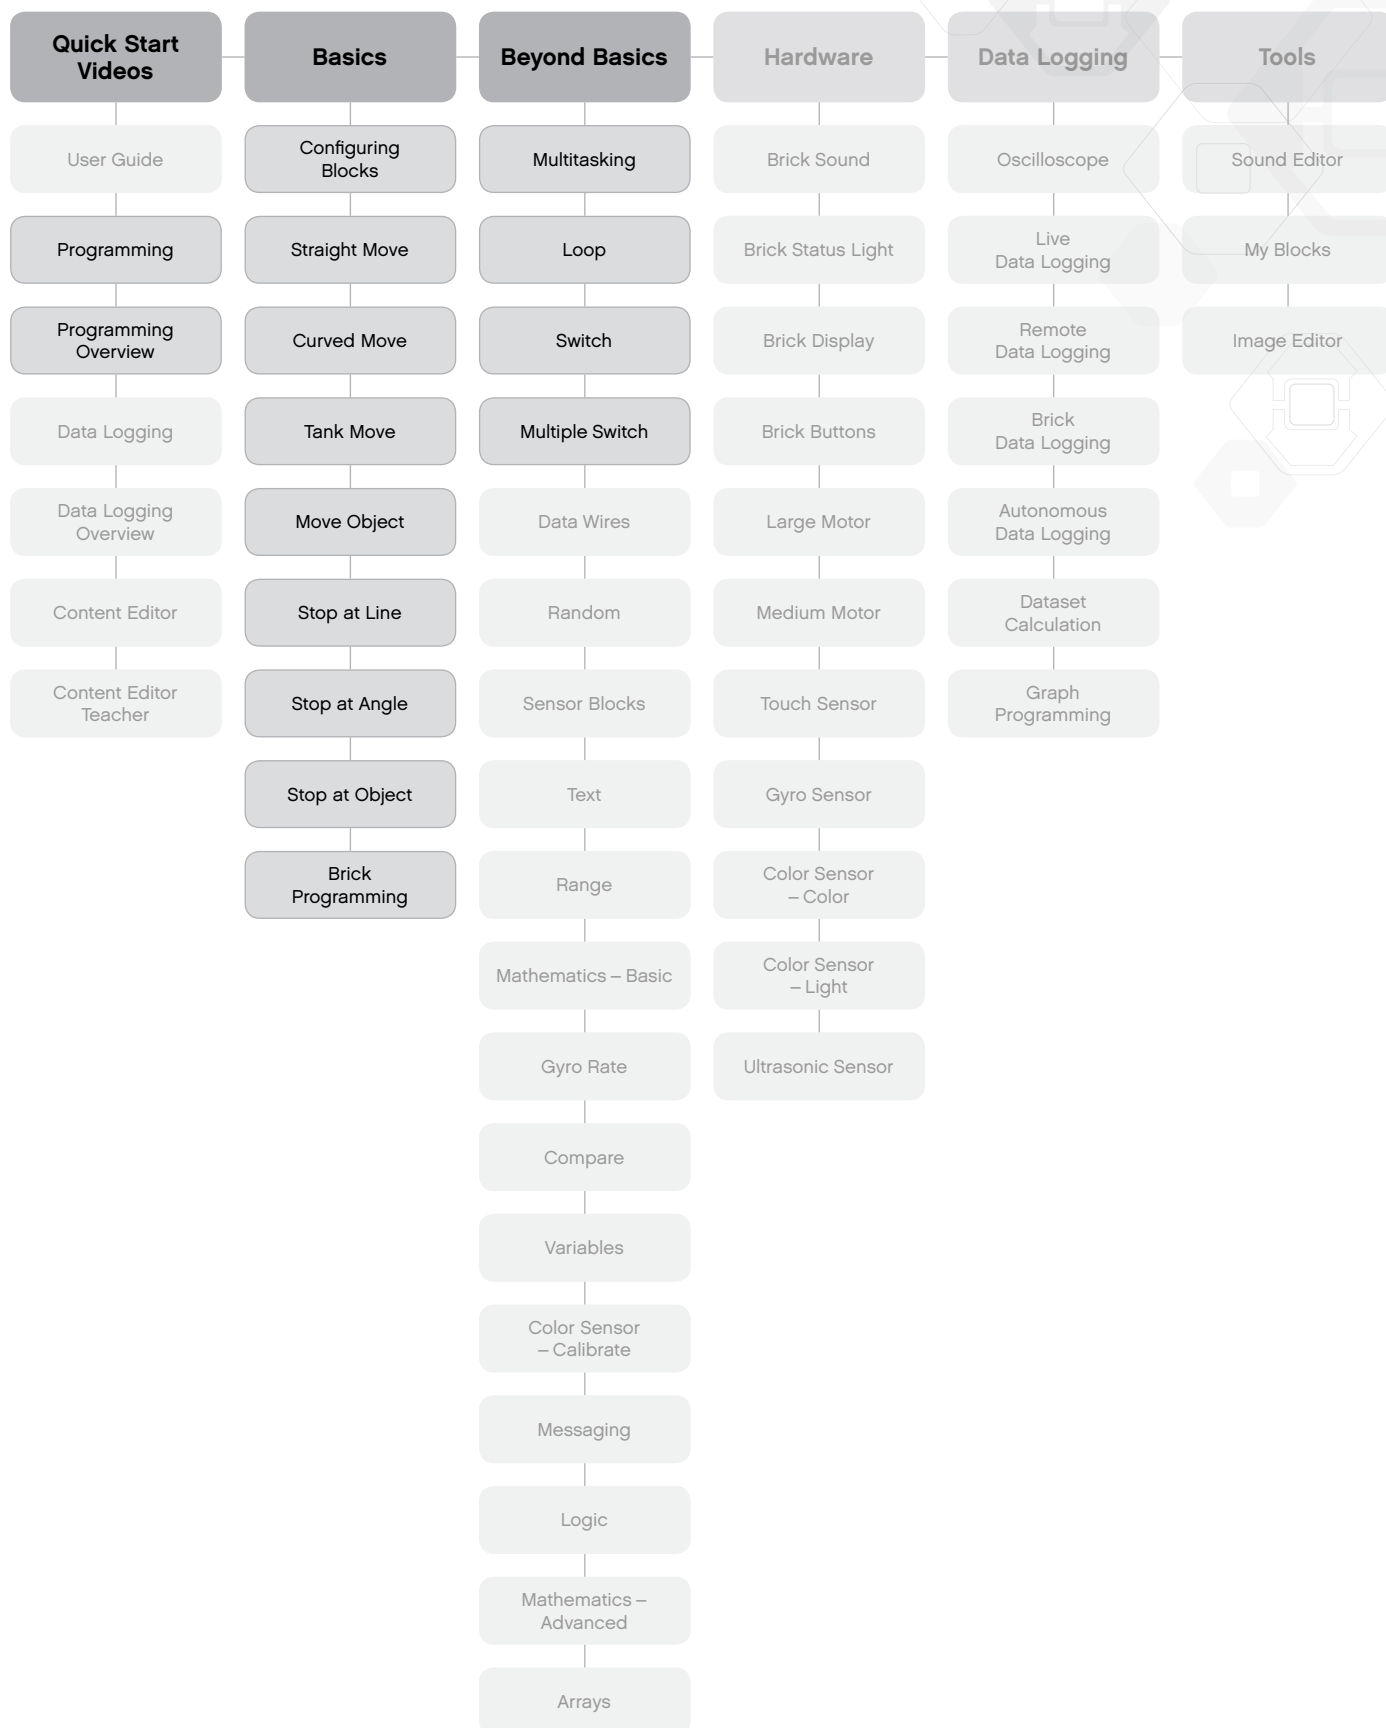 Quick Start
Videos
Basics
Beyond Basics
Hardware
Data Logging
Tools
User Guide
Programming
Programming
Overview
Data Logging
Data Logging
Overview
Content Editor
Content Editor
Teacher
Configuring
Blocks
Straight Move
Curved Move
Tank Move
Move Object
Stop at Line
Stop at Angle
Stop at Object
Brick
Programming
Multitasking
Loop
Switch
Multiple Switch
Data Wires
Random
Sensor Blocks
Text
Range
Mathematics – Basic
Gyro Rate
Compare
Variables
Color Sensor
– Calibrate
Messaging
Logic
Mathematics –
Advanced
Arrays
Brick Sound
Brick Status Light
Brick Display
Brick Buttons
Large Motor
Medium Motor
Touch Sensor
Gyro Sensor
Color Sensor
– Color
Color Sensor
– Light
Ultrasonic Sensor
Oscilloscope
Live
Data Logging
Remote
Data Logging
Brick
Data Logging
Autonomous
Data Logging
Dataset
Calculation
Graph
Programming
Sound Editor
My Blocks
Image Editor